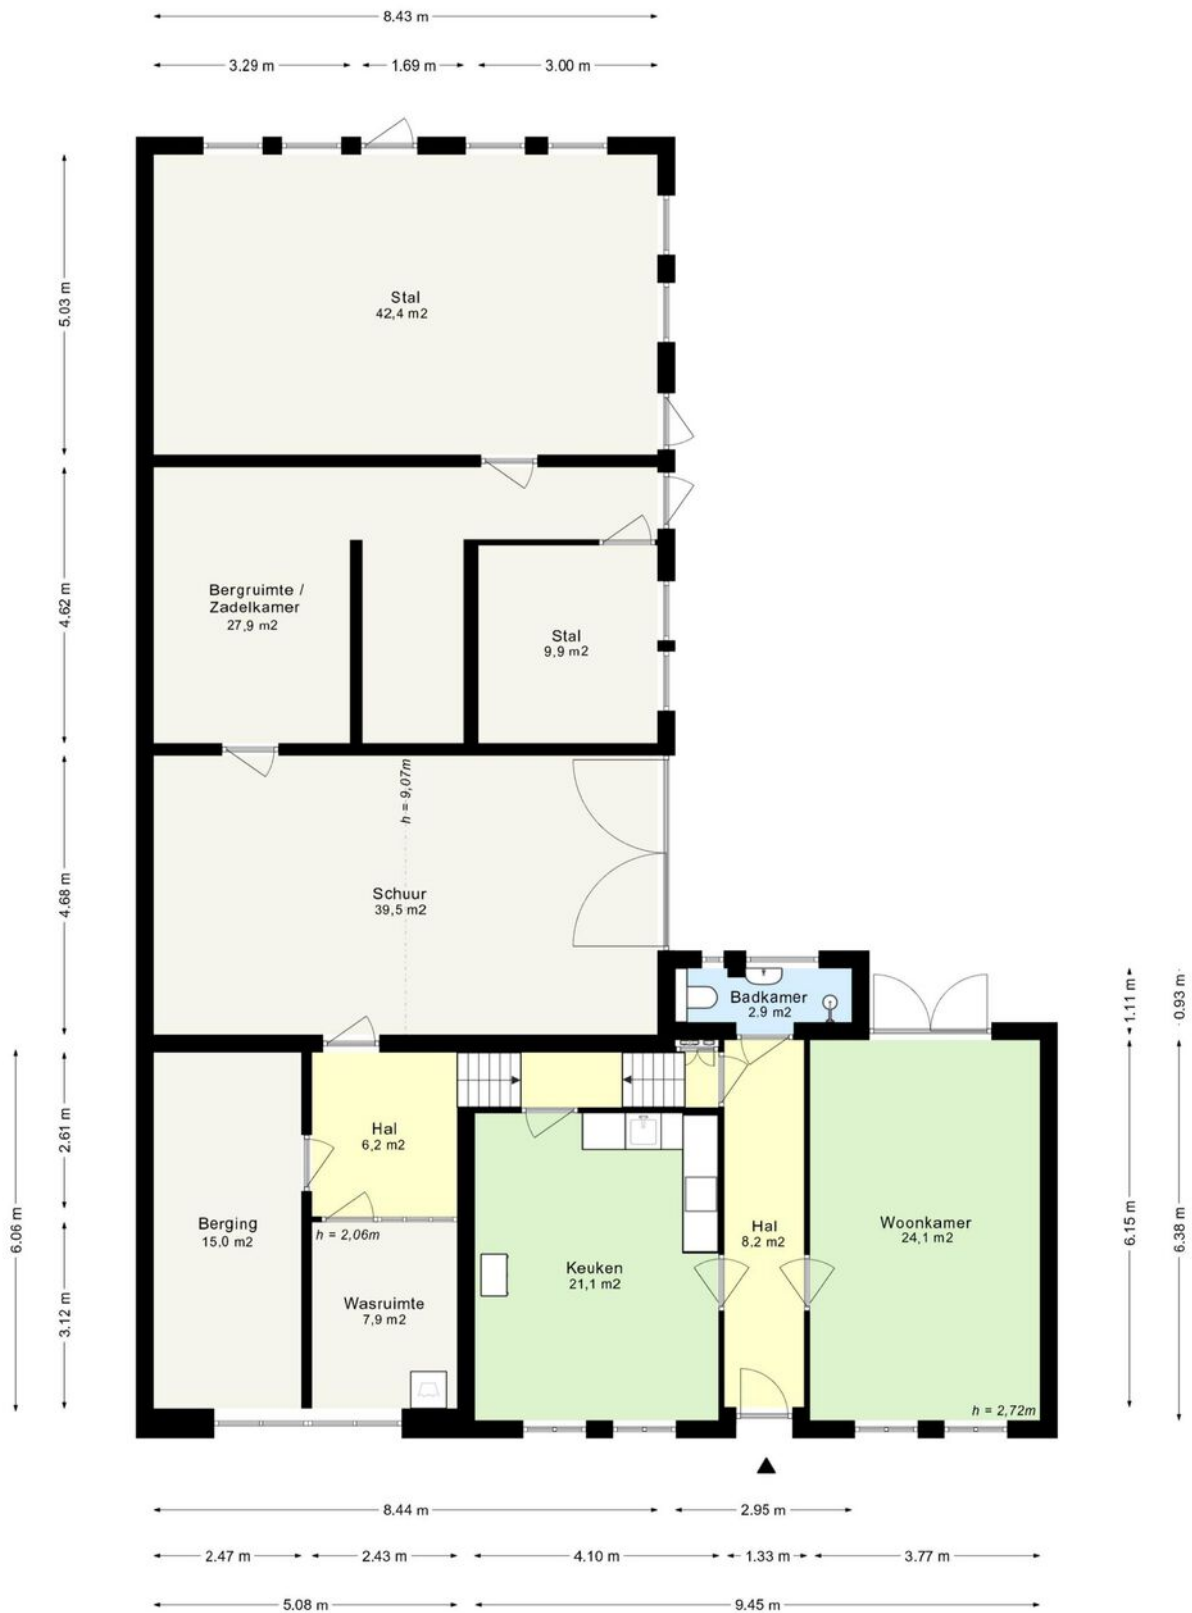 8.43 m
3.29 m
1.69 m
3.00 m
5.03 m
Stal
42,4 m2
4.62 m
Bergruimte /
Zadelkamer
27,9 m2
Stal
9,9 m2
4.68 m
h = 9,07m
Schuur
39,5 m2
Badkamer
2.9 m2
1.11 m
0.93 m
2.61 m
Hal
6,2 m2
6.06 m
Berging
15.0 m2
h = 2,06m
Wasruimte
7,9 m2
3.12 m
Keuken
21,1 m2
Hal
8.2 m2
Woonkamer
24,1 m2
6.15 m
6.38 m
h = 2,72m
8.44 m
2.95 m
2.47 m
2.43 m
4.10 m
1.33 m
3.77 m
5.08 m
9.45 m